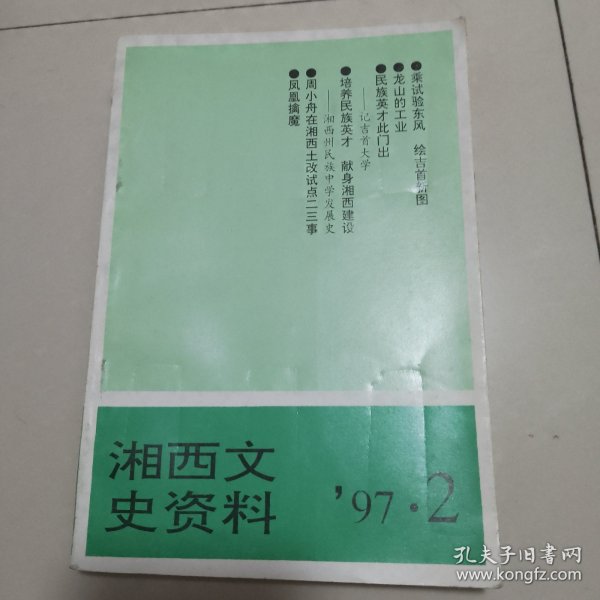 ●乘试验东风　绘吉首新图
●龙山的工业
●民族英才此门出
——记吉首大学
●培养民族英才　献身湘西建设
——湘西州民族中学发展史
●周小舟在湘西土改试点二三事
●凤凰擒魔
湘西文
史资料
'97·2
孔夫子旧书网
www.kongfz.com